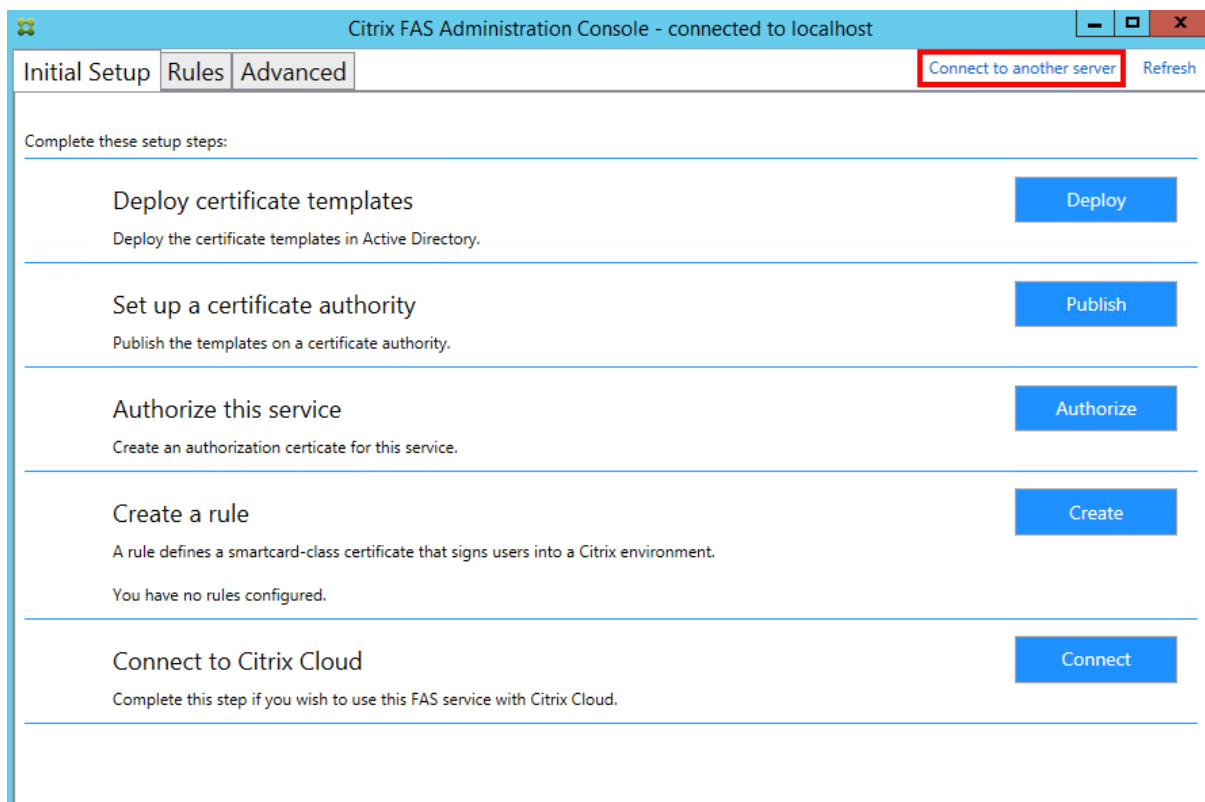 Citrix FAS Administration Console - connected to localhost
Initial Setup Rules Advanced Connect to another server Refresh
Complete these setup steps:
Deploy certificate templates
Deploy
Deploy the certificate templates in Active Directory.
Set up a certificate authority
Publish
Publish the templates on a certificate authority.
Authorize this service
Authorize
Create an authorization certicate for this service.
Create a rule
Create
A rule defines a smartcard-class certificate that signs users into a Citrix environment.
You have no rules configured.
Connect to Citrix Cloud
Connect
Complete this step if you wish to use this FAS service with Citrix Cloud.